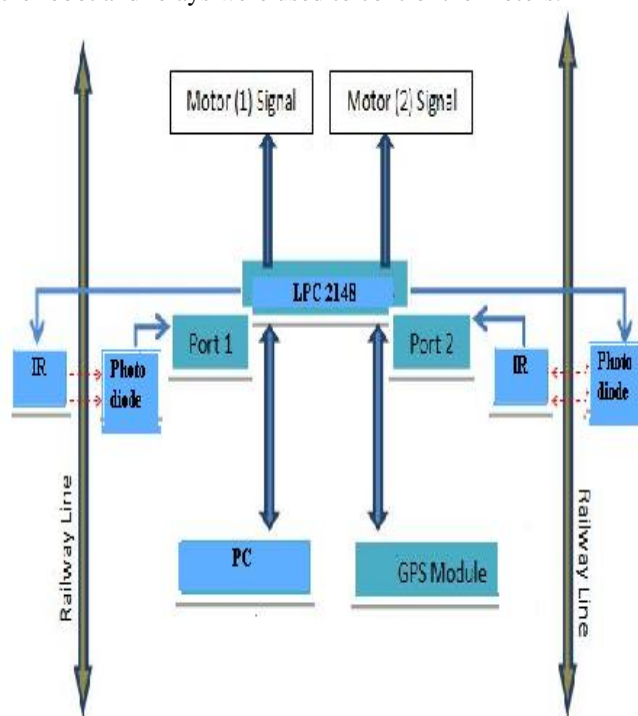 Motor (1) Signal
Motor (2) Signal
LPC 2148
Port 1
Port 2
IR
Photo
diode
IR
Photo
diode
Railway Line
Railway Line
PC
GPS Module